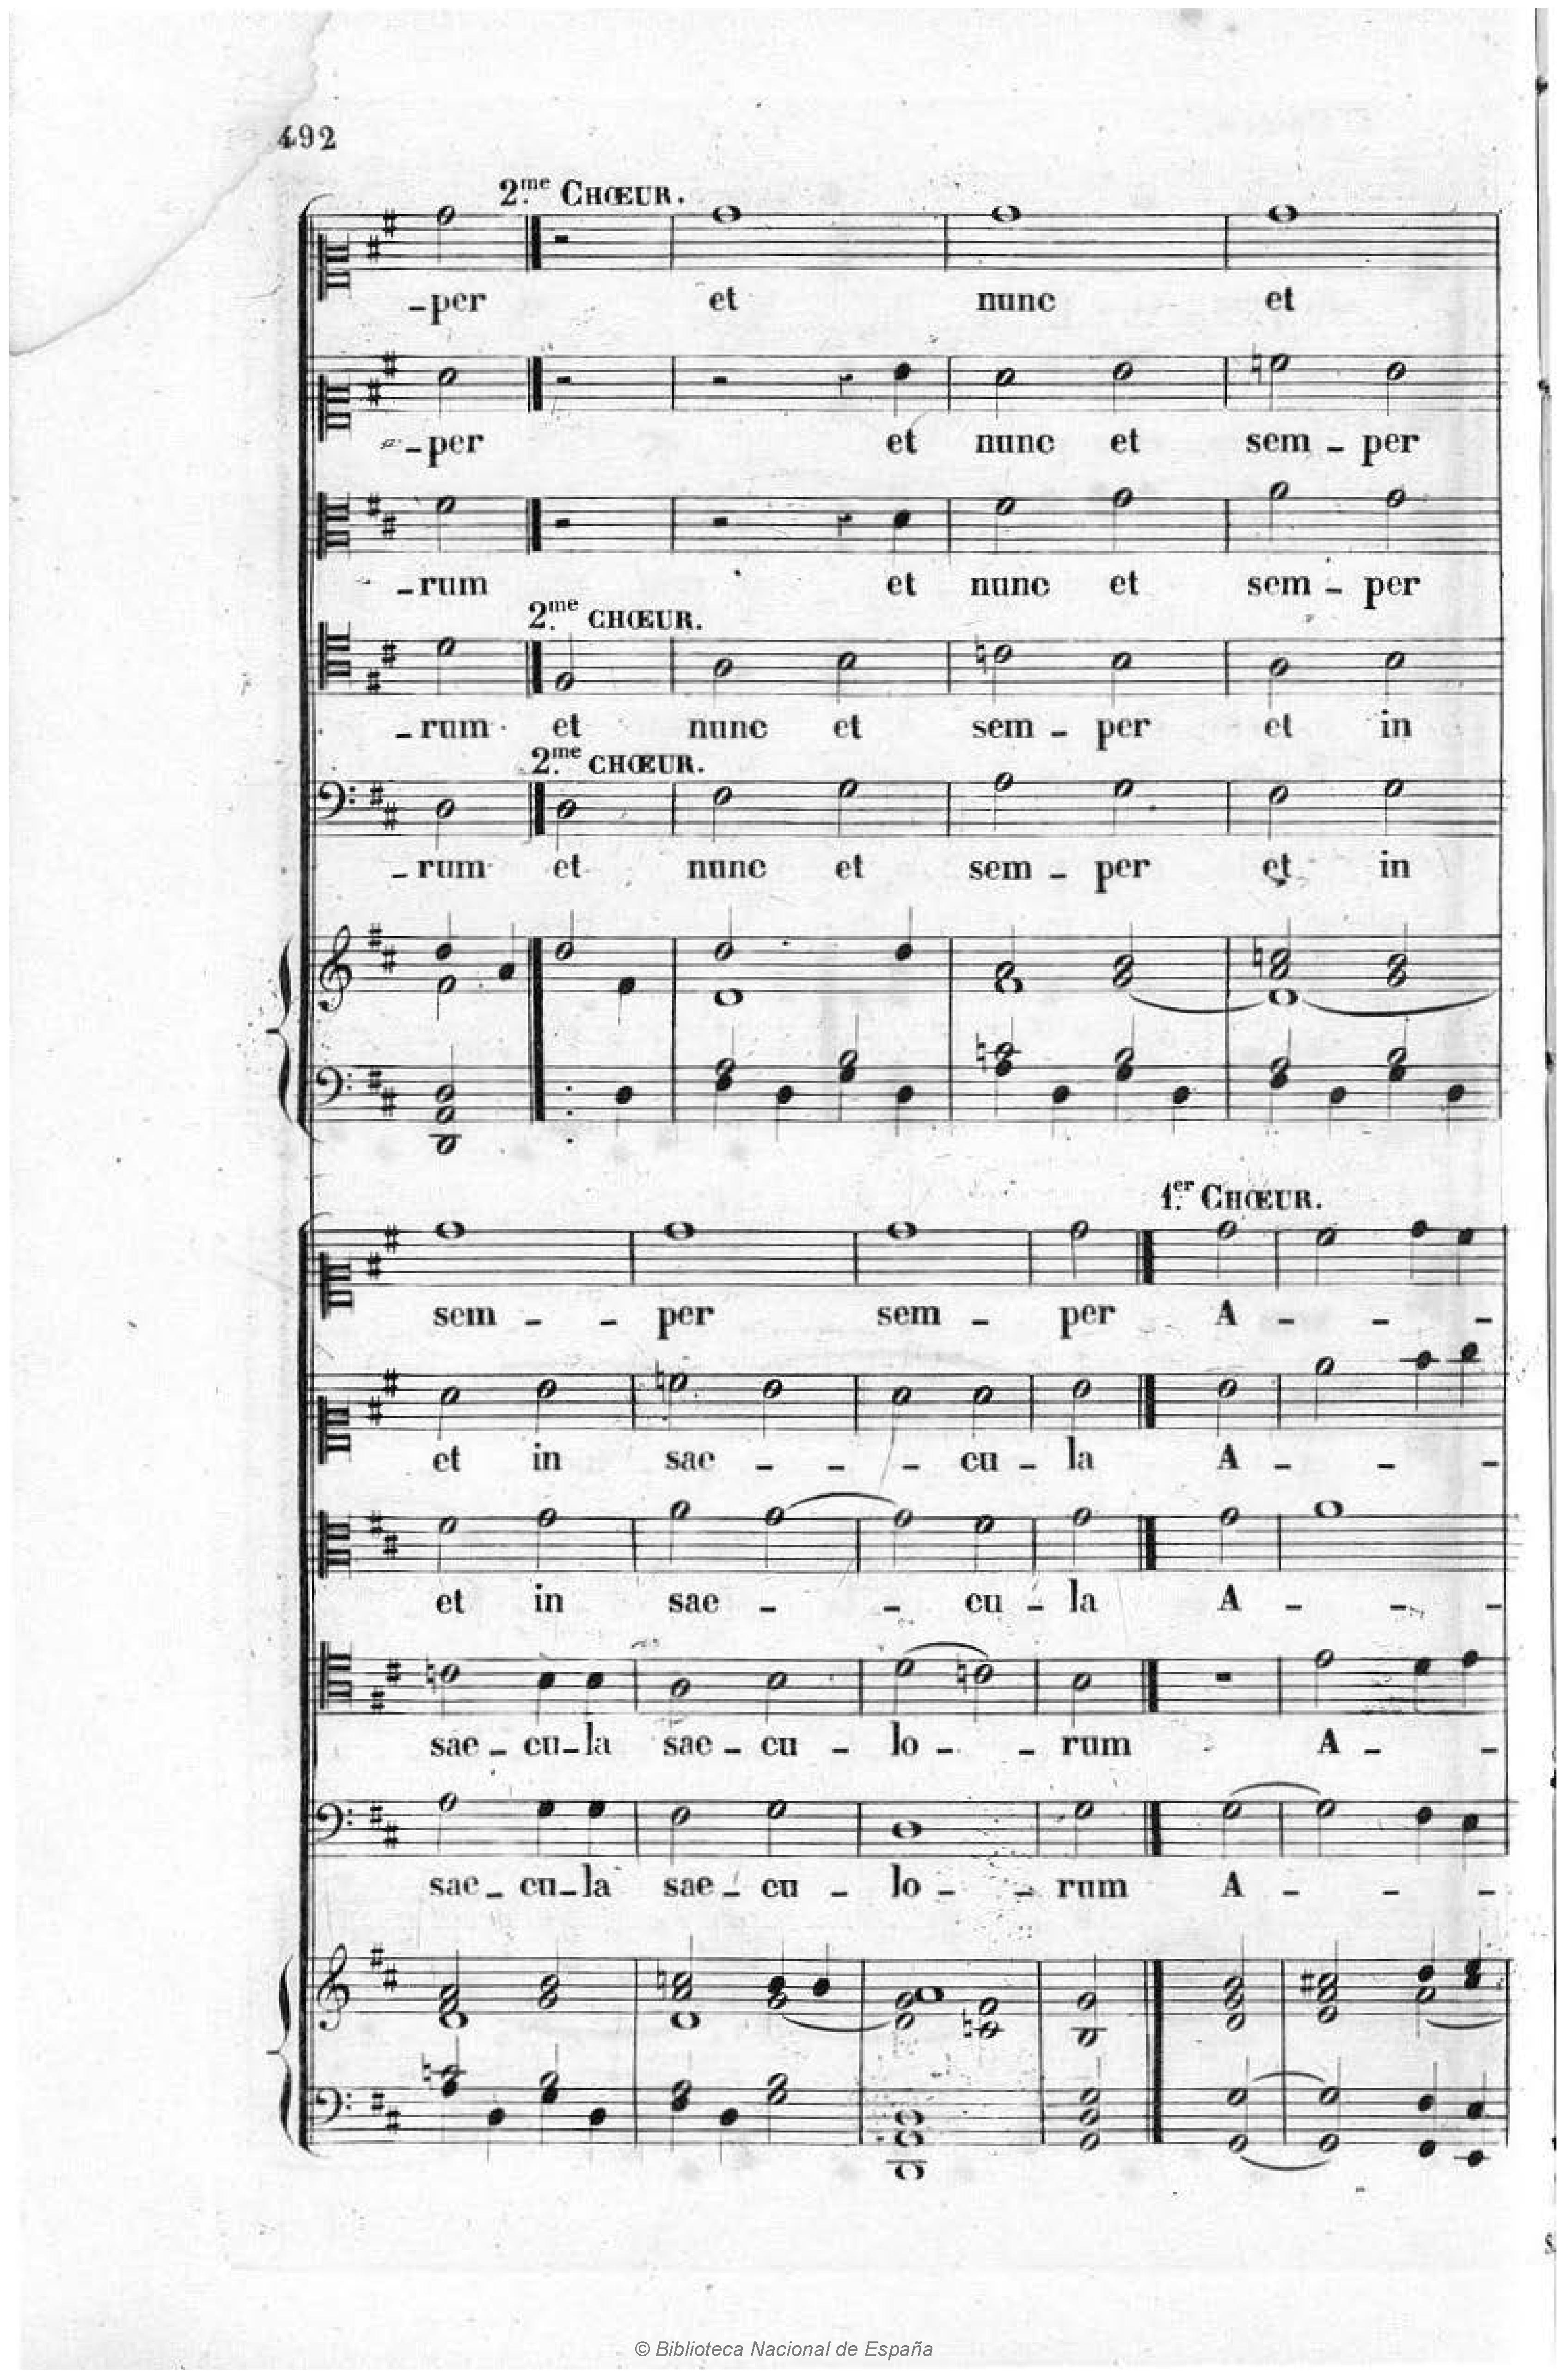 492
2.me CHŒUR.
-per et nunc et
-per et nunc et sem - per
-rum et nunc et sem - per
2.me CHŒUR.
-rum et nunc et sem - per et in
2.me CHŒUR.
-rum et nunc et sem - per et in
1.er CHŒUR.
sem - - per sem - per A - - -
et in sae - - - cu - la A - - -
et in sae - - cu - la A - - -
sae - cu - la sae - cu - lo - - rum A - -
sae - cu - la sae - cu - lo - - rum A - - -
© Biblioteca Nacional de España